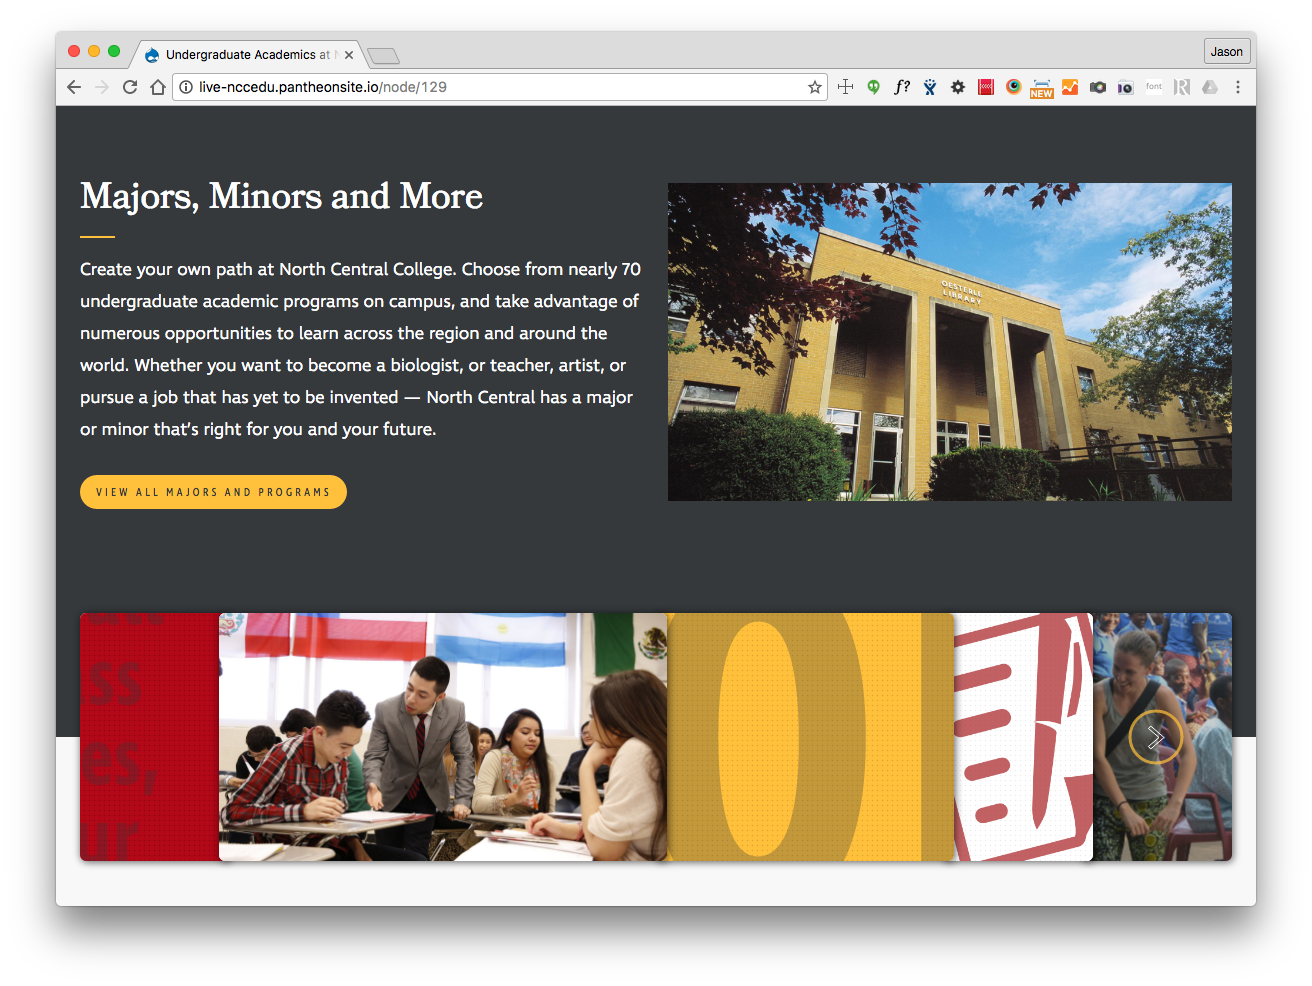 Undergraduate Academics at
Jason
live-nccedu.pantheonsite.io/node/129
f?
NEW
font
Majors, Minors and More
Create your own path at North Central College. Choose from nearly 70
undergraduate academic programs on campus, and take advantage of
numerous opportunities to learn across the region and around the
world. Whether you want to become a biologist, or teacher, artist, or
pursue a job that has yet to be invented — North Central has a major
or minor that's right for you and your future.
VIEW ALL MAJORS AND PROGRAMS
OESTERLE
LIBRARY
ss
es,
ur
0